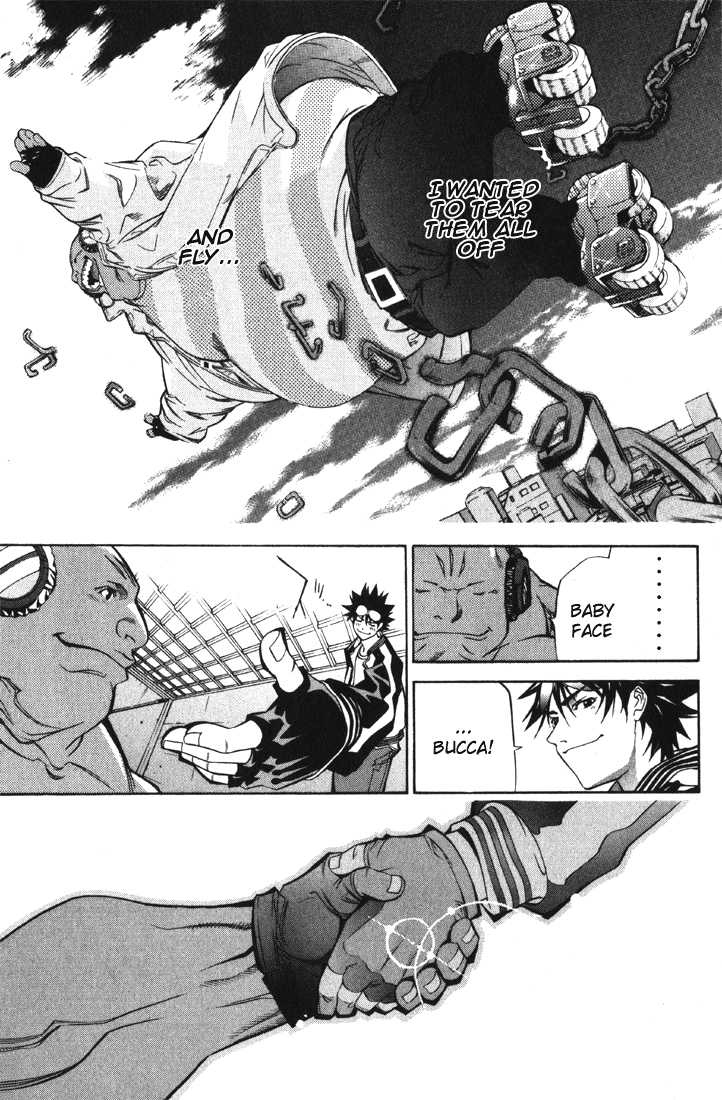 I WANTED
TO TEAR
THEM ALL
OFF
AND
FLY...
......
BABY
FACE
...
BUCCA!